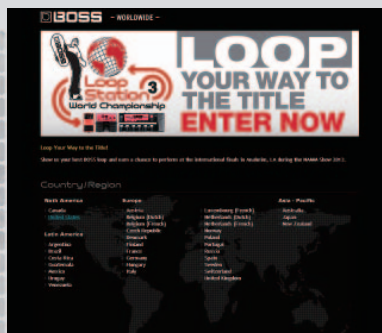 BOSS - WORLDWIDE -
LOOP
YOUR WAY TO
THE TITLE
ENTER NOW
Loop
Station 3
World Championship
Loop Your Way to the Title!
Show us your best BOSS loop and earn a chance to perform at the international finals in Anaheim, CA during the NAMM Show 2013.
Country/Region
North America
Canada
United States
Latin America
Argentina
Brazil
Costa Rica
Guatemala
Mexico
Uruguay
Venezuela
Europe
Austria
Belgium (Dutch)
Belgium (French)
Czech Republic
Denmark
Finland
France
Germany
Hungary
Italy
Luxembourg (French)
Netherlands (Dutch)
Netherlands (French)
Norway
Poland
Portugal
Russia
Spain
Sweden
Switzerland
United Kingdom
Asia - Pacific
Australia
Japan
New Zealand